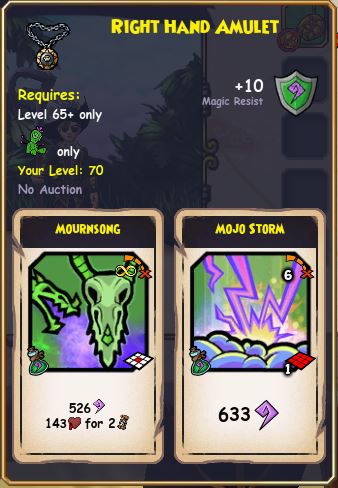 Right Hand Amulet
+10
Magic Resist
Requires:
Level 65+ only
only
Your Level: 70
No Auction
Mournsong
526
143 for 2
Mojo Storm
6
1
633